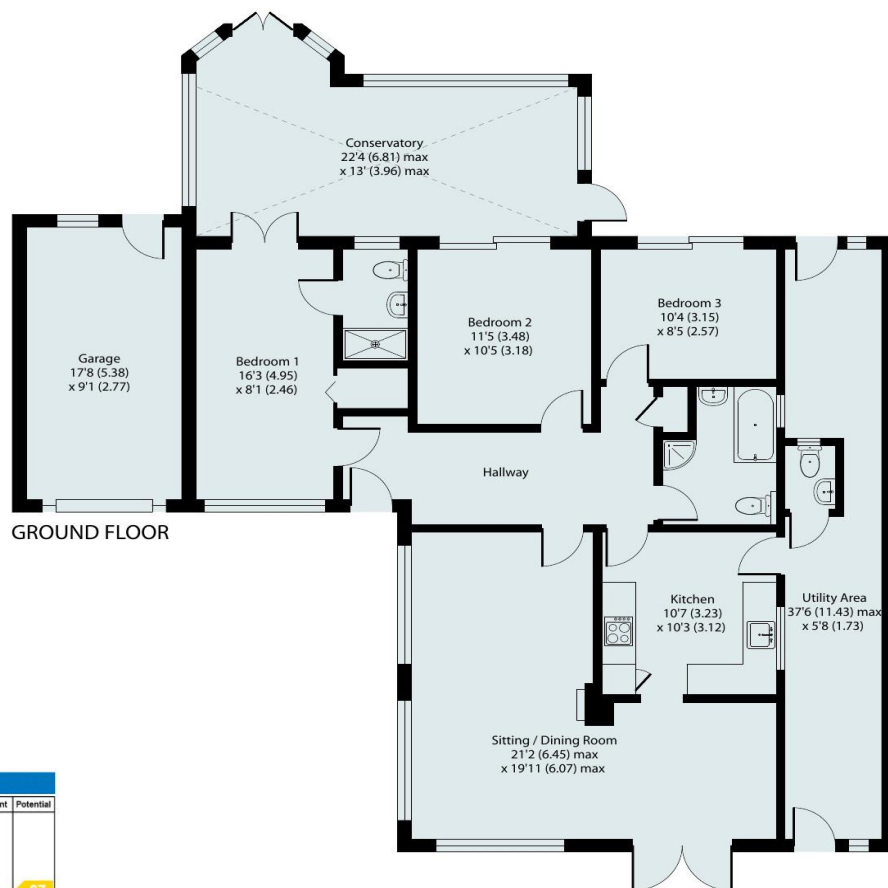 Conservatory
22'4 (6.81) max
x 13' (3.96) max
Garage
17'8 (5.38)
x 9'1 (2.77)
Bedroom 1
16'3 (4.95)
x 8'1 (2.46)
Bedroom 2
11'5 (3.48)
x 10'5 (3.18)
Bedroom 3
10'4 (3.15)
x 8'5 (2.57)
Hallway
GROUND FLOOR
Kitchen
10'7 (3.23)
x 10'3 (3.12)
Utility Area
37'6 (11.43) max
x 5'8 (1.73)
Sitting / Dining Room
21'2 (6.45) max
x 19'11 (6.07) max
Potential